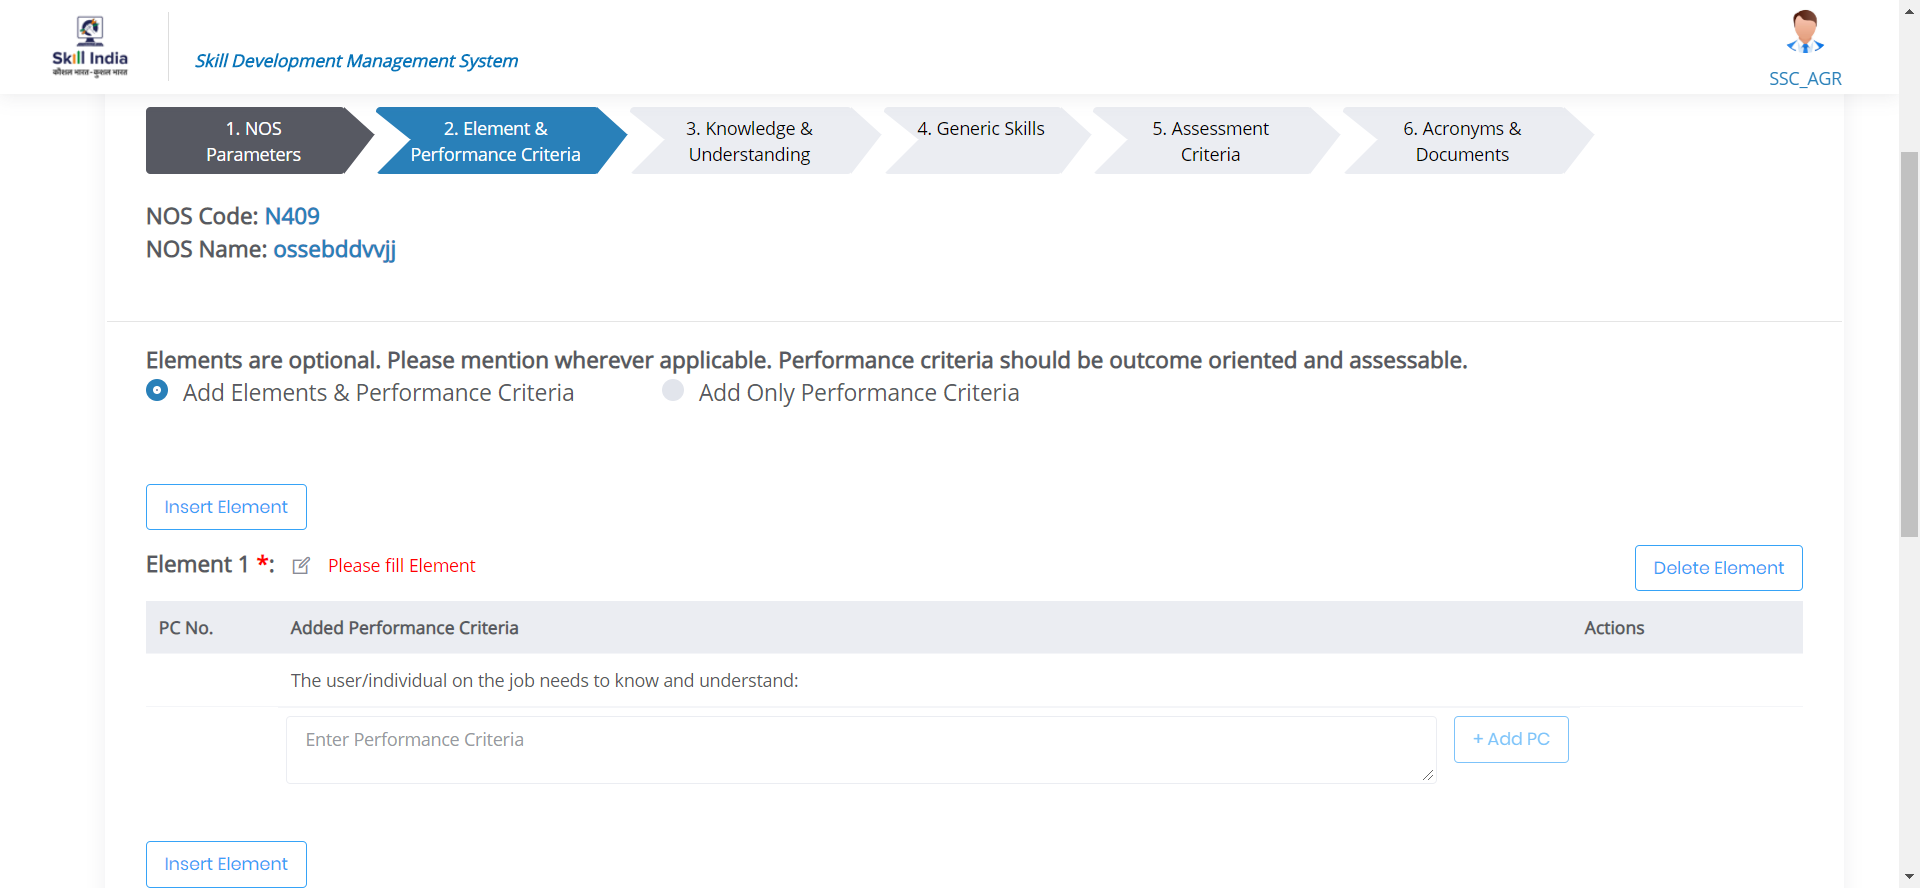 Skill India
कौशल भारत-कुशल भारत
Skill Development Management System
SSC_AGR
1. NOS
Parameters
2. Element &
Performance Criteria
3. Knowledge &
Understanding
4. Generic Skills
5. Assessment
Criteria
6. Acronyms &
Documents
NOS Code: N409
NOS Name: ossebddvvjj
Elements are optional. Please mention wherever applicable. Performance criteria should be outcome oriented and assessable.
Add Elements & Performance Criteria
Add Only Performance Criteria
Insert Element
Element 1 *:
Please fill Element
Delete Element
PC No.
Added Performance Criteria
Actions
The user/individual on the job needs to know and understand:
Enter Performance Criteria
+ Add PC
Insert Element